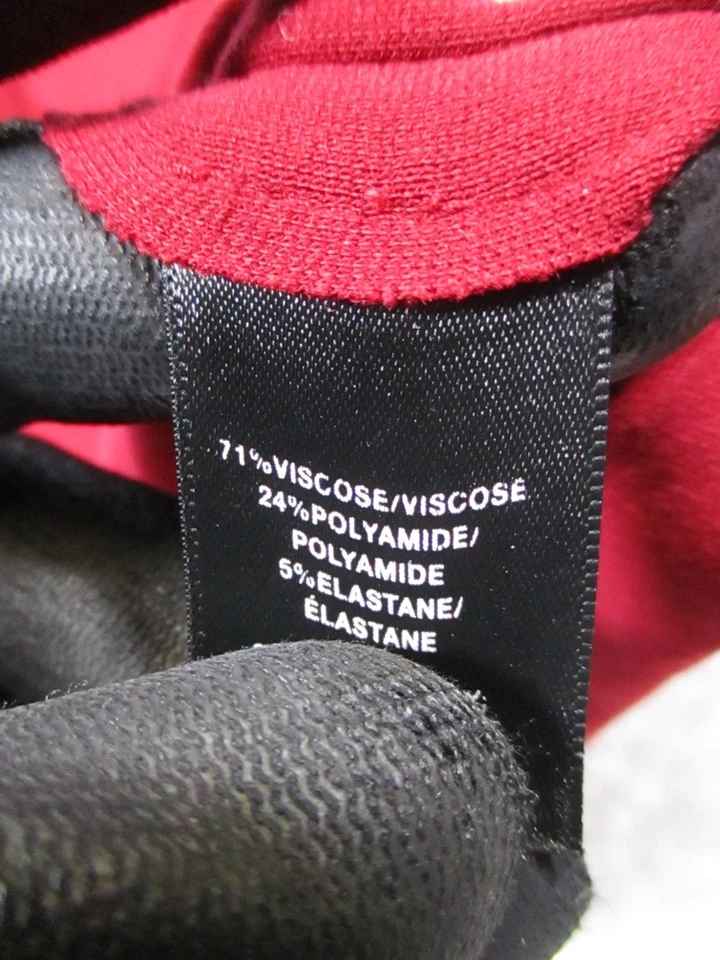 71%VISCOSE/VISCOSE
24%POLYAMIDE/
POLYAMIDE
5%ELASTANE/
ÉLASTANE